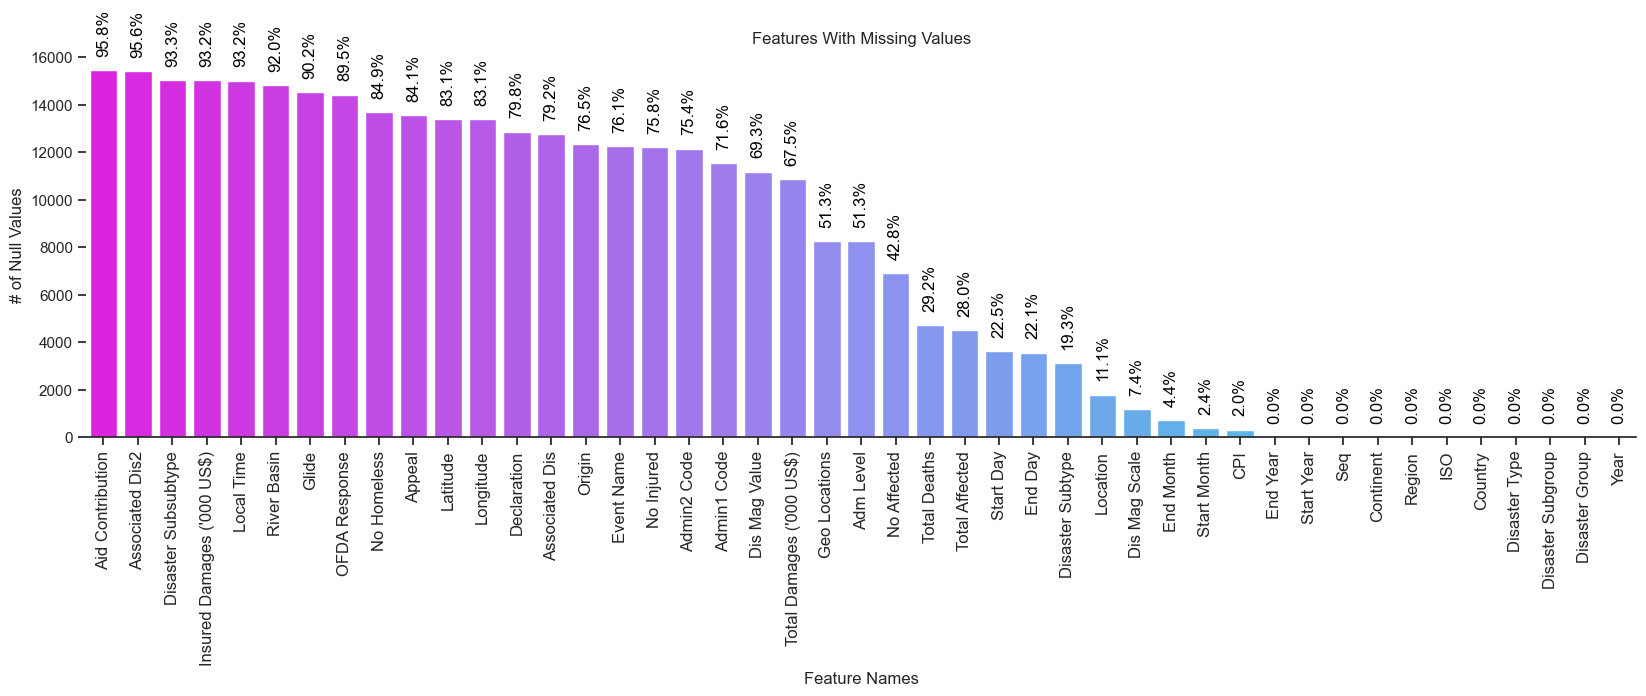 Features With Missing Values
# of Null Values
16000
14000
12000
10000
8000
6000
4000
2000
0
95.8%
95.6%
93.3%
93.2%
93.2%
92.0%
90.2%
89.5%
84.9%
84.1%
83.1%
83.1%
79.8%
79.2%
76.5%
76.1%
75.8%
75.4%
71.6%
69.3%
67.5%
51.3%
51.3%
42.8%
29.2%
28.0%
22.5%
22.1%
19.3%
11.1%
7.4%
4.4%
2.4%
2.0%
0.0%
0.0%
0.0%
0.0%
0.0%
0.0%
0.0%
0.0%
0.0%
0.0%
0.0%
Aid Contribution
Associated Dis2
Disaster Subsubtype
Insured Damages ('000 US$)
Local Time
River Basin
Glide
OFDA Response
No Homeless
Appeal
Latitude
Longitude
Declaration
Associated Dis
Origin
Event Name
No Injured
Admin2 Code
Admin1 Code
Dis Mag Value
Total Damages ('000 US$)
Geo Locations
Adm Level
No Affected
Total Deaths
Total Affected
Start Day
End Day
Disaster Subtype
Location
Dis Mag Scale
End Month
Start Month
CPI
End Year
Start Year
Seq
Continent
Region
ISO
Country
Disaster Type
Disaster Subgroup
Disaster Group
Year
Feature Names